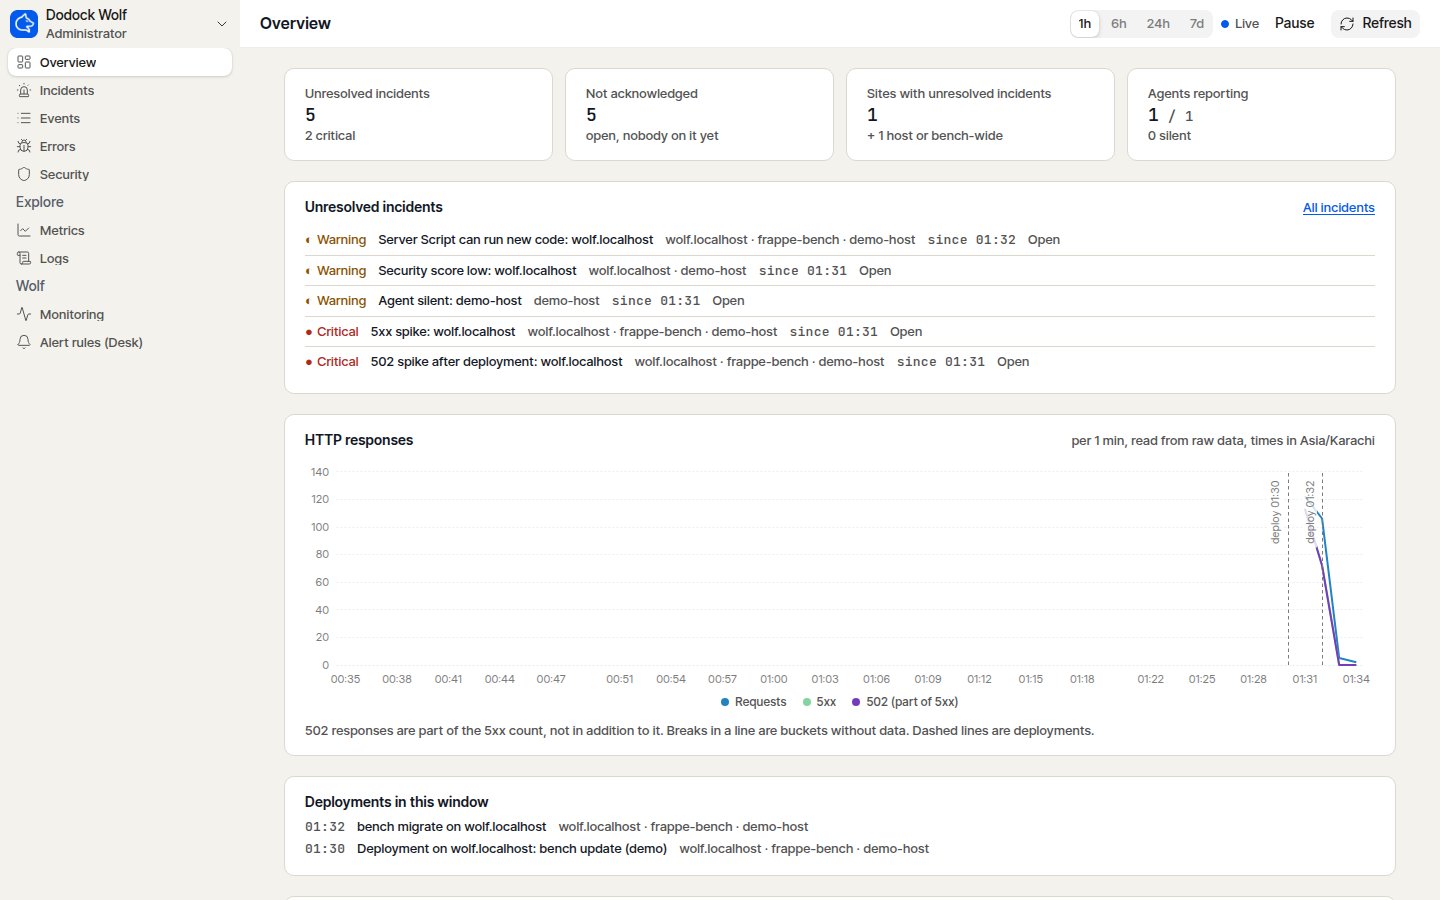 Dodock Wolf
Administrator
Overview
Incidents
Events
Errors
Security
Explore
Metrics
Logs
Wolf
Monitoring
Alert rules (Desk)
Overview
1h 6h 24h 7d Live Pause Refresh
Unresolved incidents
5
2 critical
Not acknowledged
5
open, nobody on it yet
Sites with unresolved incidents
1
+ 1 host or bench-wide
Agents reporting
1 / 1
0 silent
Unresolved incidents All incidents
Warning Server Script can run new code: wolf.localhost wolf.localhost · frappe-bench · demo-host since 01:32 Open
Warning Security score low: wolf.localhost wolf.localhost · demo-host since 01:31 Open
Warning Agent silent: demo-host demo-host since 01:31 Open
Critical 5xx spike: wolf.localhost wolf.localhost · frappe-bench · demo-host since 01:31 Open
Critical 502 spike after deployment: wolf.localhost wolf.localhost · frappe-bench · demo-host since 01:31 Open
HTTP responses per 1 min, read from raw data, times in Asia/Karachi
140
120
100
80
60
40
20
0
deploy 01:30
deploy 01:32
00:35 00:38 00:41 00:44 00:47 00:51 00:54 00:57 01:00 01:03 01:06 01:09 01:12 01:15 01:18 01:22 01:25 01:28 01:31 01:34
Requests 5xx 502 (part of 5xx)
502 responses are part of the 5xx count, not in addition to it. Breaks in a line are buckets without data. Dashed lines are deployments.
Deployments in this window
01:32 bench migrate on wolf.localhost wolf.localhost · frappe-bench · demo-host
01:30 Deployment on wolf.localhost: bench update (demo) wolf.localhost · frappe-bench · demo-host